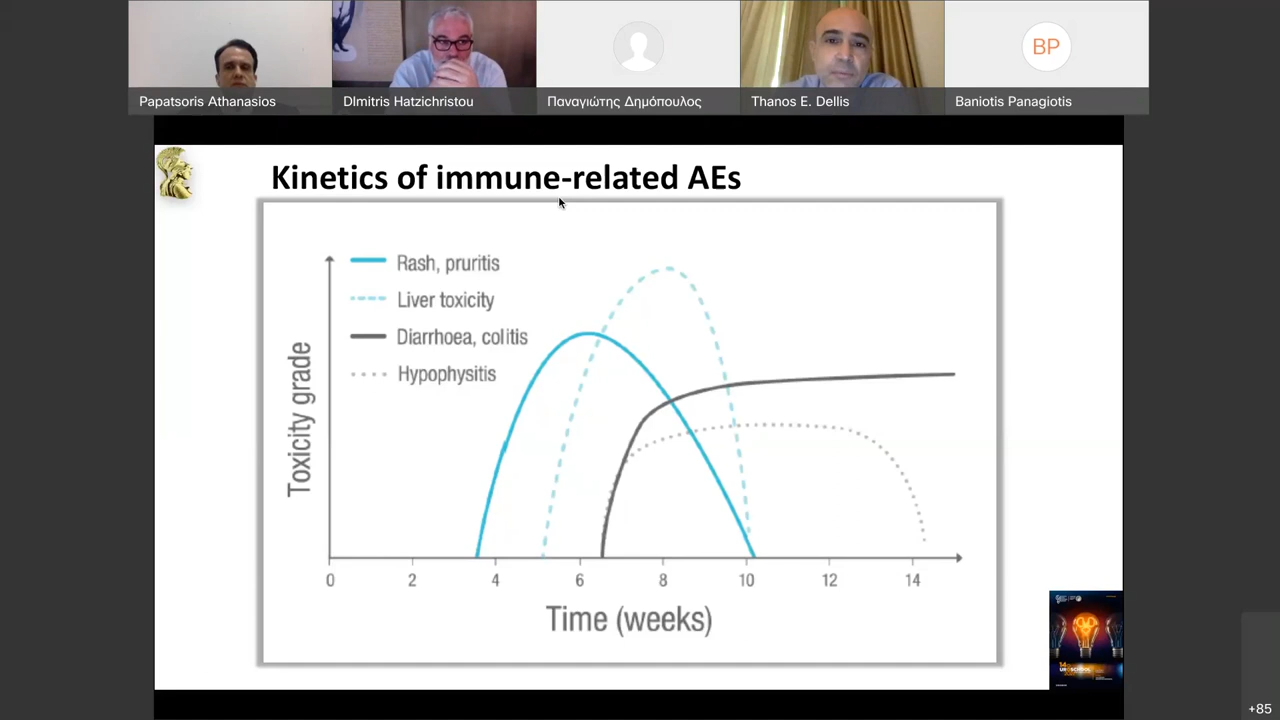 Papatsoris Athanasios
DImitris Hatzichristou
Παναγιώτης Δημόπουλος
Thanos E. Dellis
BP
Baniotis Panagiotis
Kinetics of immune-related AEs
Rash, pruritis
Liver toxicity
Diarrhoea, colitis
Hypophysitis
Toxicity grade
0 2 4 6 8 10 12 14
Time (weeks)
+85